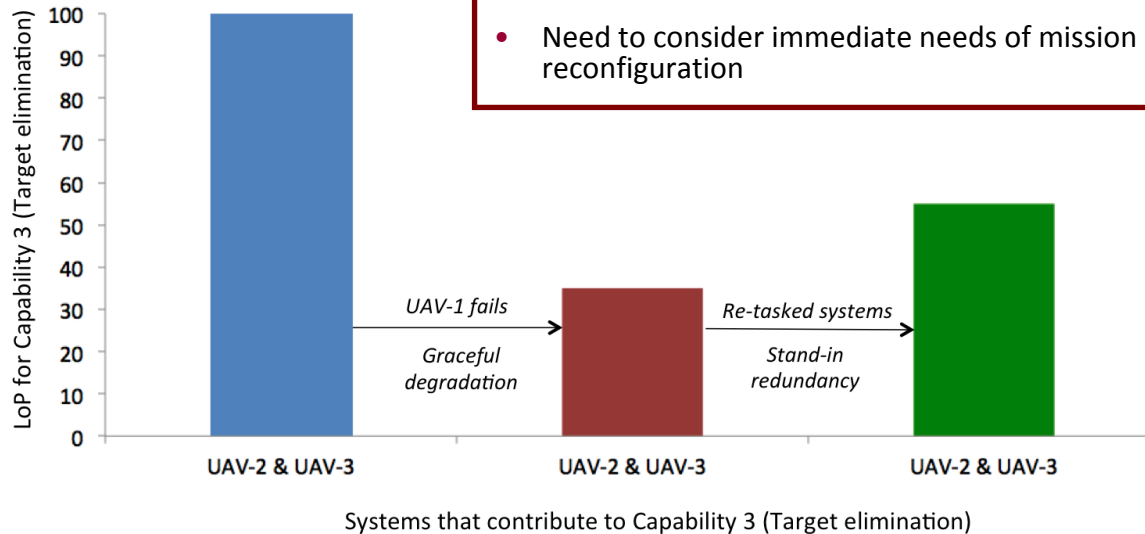 • Need to consider immediate needs of mission
reconfiguration
LoP for Capability 3 (Target elimination)
100
90
80
70
60
50
40
30
20
10
0
UAV-1 fails
Graceful
degradation
Re-tasked systems
Stand-in
redundancy
UAV-2 & UAV-3
UAV-2 & UAV-3
UAV-2 & UAV-3
Systems that contribute to Capability 3 (Target elimination)